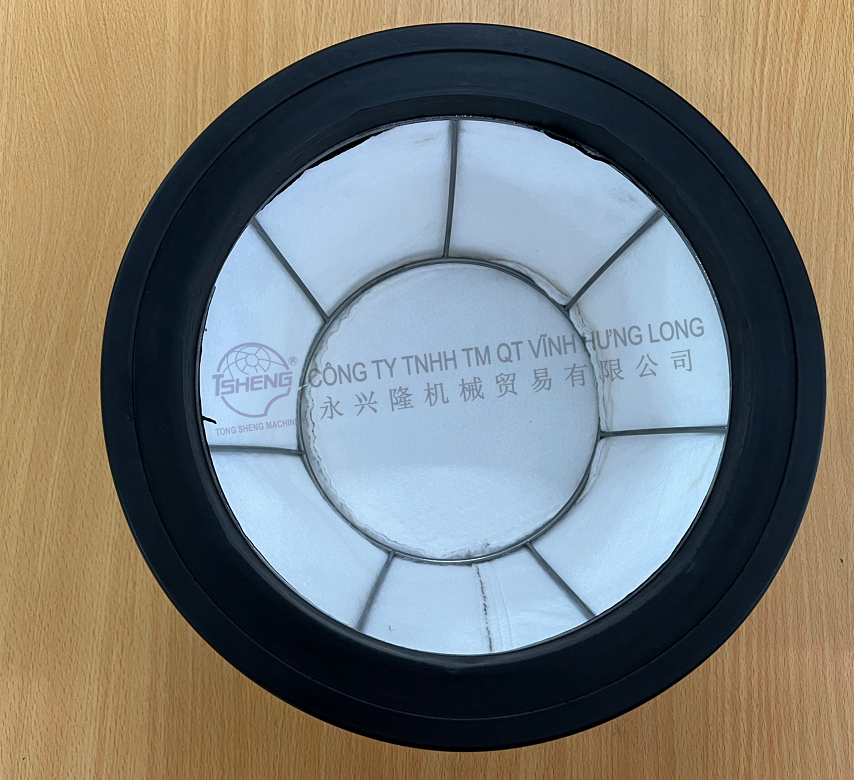 TSHENG®
TONG SHENG MACHIN
CÔNG TY TNHH TM QT VĨNH HƯNG LONG
永兴隆机械贸易有限公司